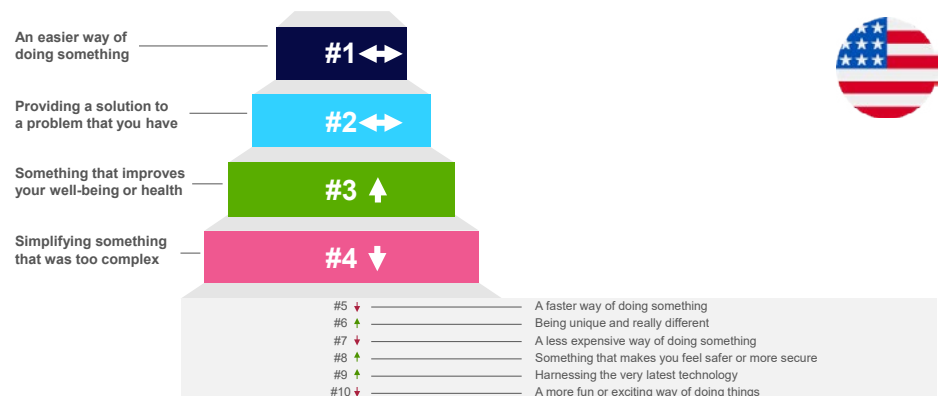 An easier way of
doing something
#1
Providing a solution to
a problem that you have
#2
Something that improves
your well-being or health
#3
Simplifying something
that was too complex
#4
#5 A faster way of doing something
#6 Being unique and really different
#7 A less expensive way of doing something
#8 Something that makes you feel safer or more secure
#9 Harnessing the very latest technology
#10 A more fun or exciting way of doing things